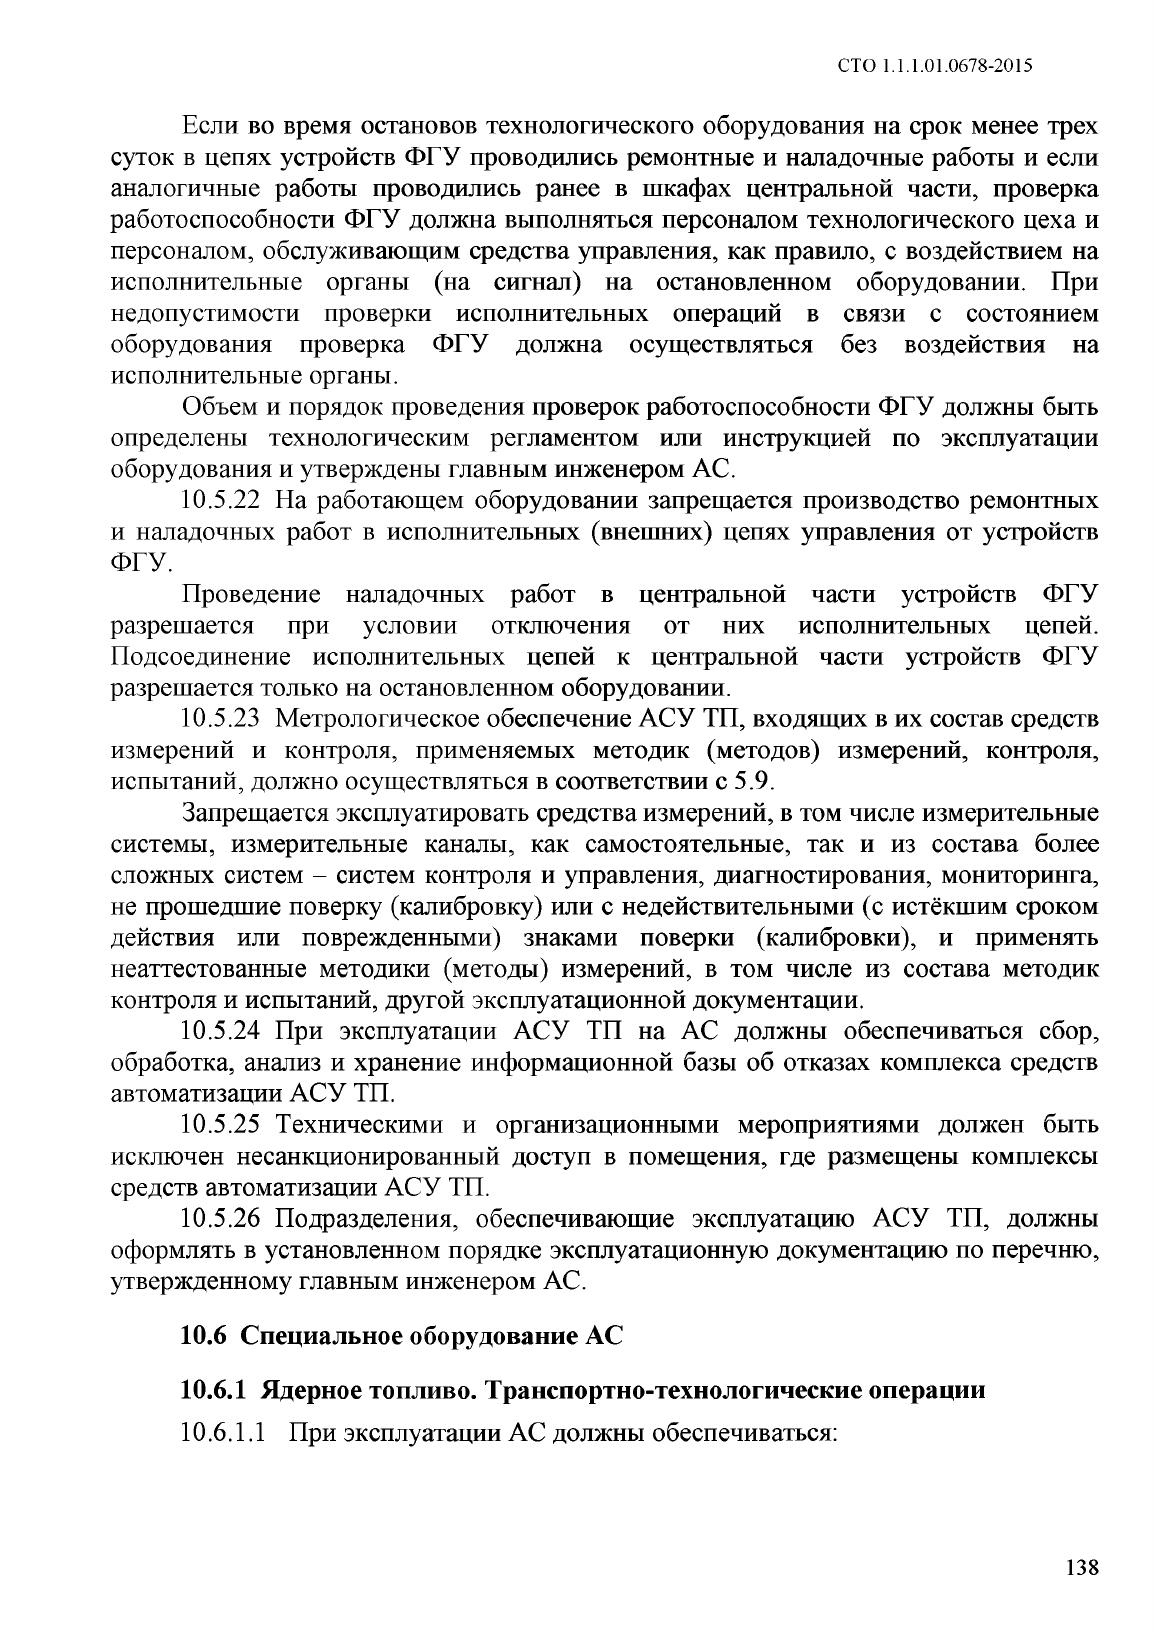 СТО 1.1.1.01.0678-2015
Если во время остановов технологического оборудования на срок менее трех
суток в цепях устройств ФГУ проводились ремонтные и наладочные работы и если
аналогичные работы проводились ранее в шкафах центральной части, проверка
работоспособности ФГУ должна выполняться персоналом технологического цеха и
персоналом, обслуживающим средства управления, как правило, с воздействием на
исполнительные органы (на сигнал) на остановленном оборудовании. При
недопустимости проверки исполнительных операций в связи с состоянием
оборудования проверка ФГУ должна осуществляться без воздействия на
исполнительные органы.
Объем и порядок проведения проверок работоспособности ФГУ должны быть
определены технологическим регламентом или инструкцией по эксплуатации
оборудования и утверждены главным инженером АС.
10.5.22 На работающем оборудовании запрещается производство ремонтных
и наладочных работ в исполнительных (внешних) цепях управления от устройств
ФГУ.
Проведение наладочных работ в центральной части устройств ФГУ
разрешается при условии отключения от них исполнительных цепей.
Подсоединение исполнительных цепей к центральной части устройств ФГУ
разрешается только на остановленном оборудовании.
10.5.23 Метрологическое обеспечение АСУ ТП, входящих в их состав средств
измерений и контроля, применяемых методик (методов) измерений, контроля,
испытаний, должно осуществляться в соответствии с 5.9.
Запрещается эксплуатировать средства измерений, в том числе измерительные
системы, измерительные каналы, как самостоятельные, так и из состава более
сложных систем – систем контроля и управления, диагностирования, мониторинга,
не прошедшие поверку (калибровку) или с недействительными (с истёкшим сроком
действия или поврежденными) знаками поверки (калибровки), и применять
неаттестованные методики (методы) измерений, в том числе из состава методик
контроля и испытаний, другой эксплуатационной документации.
10.5.24 При эксплуатации АСУ ТП на АС должны обеспечиваться сбор,
обработка, анализ и хранение информационной базы об отказах комплекса средств
автоматизации АСУ ТП.
10.5.25 Техническими и организационными мероприятиями должен быть
исключен несанкционированный доступ в помещения, где размещены комплексы
средств автоматизации АСУ ТП.
10.5.26 Подразделения, обеспечивающие эксплуатацию АСУ ТП, должны
оформлять в установленном порядке эксплуатационную документацию по перечню,
утвержденному главным инженером АС.
10.6 Специальное оборудование АС
10.6.1 Ядерное топливо. Транспортно-технологические операции
10.6.1.1 При эксплуатации АС должны обеспечиваться:
138